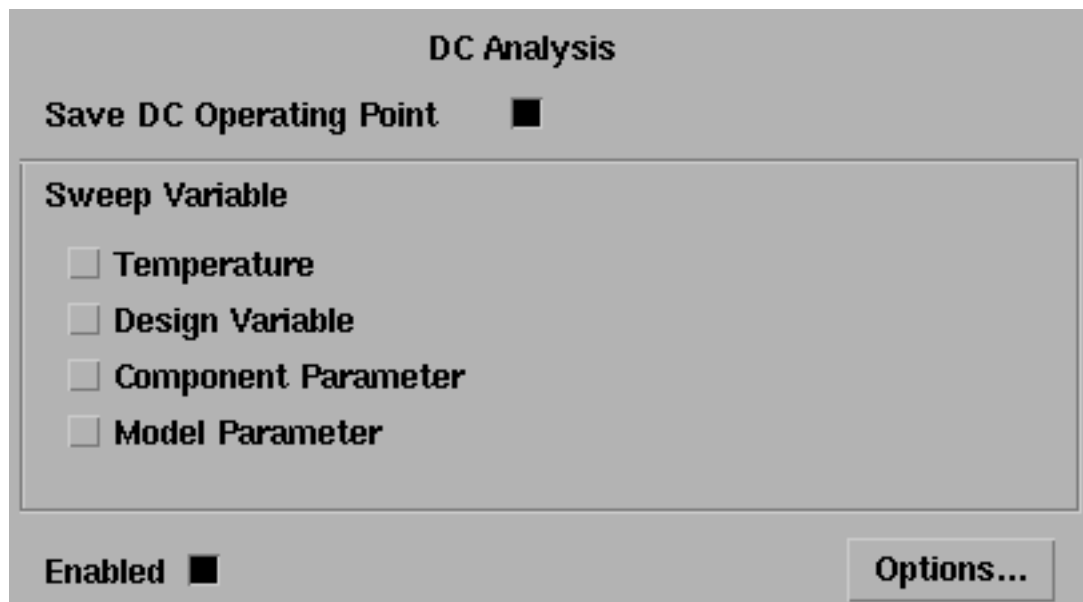 DC Analysis
Save DC Operating Point
Sweep Variable
Temperature
Design Variable
Component Parameter
Model Parameter
Enabled
Options...